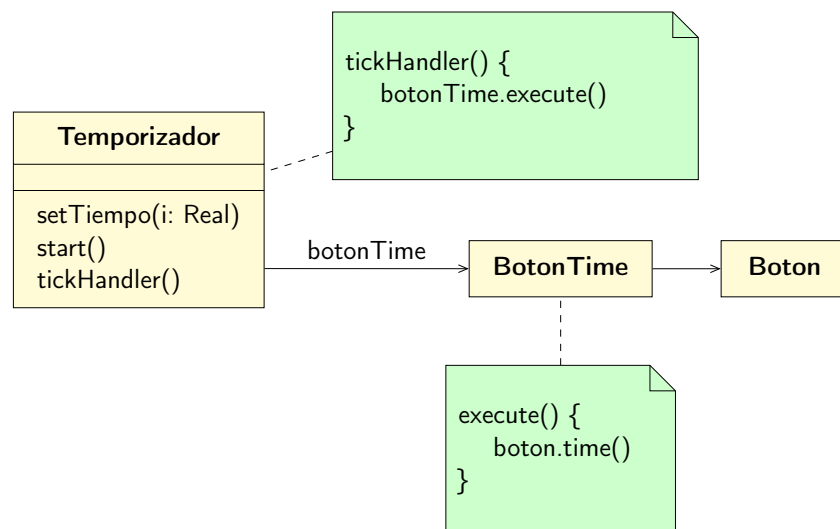 tickHandler() {
botonTime.execute()
}
Temporizador
setTiempo(i: Real)
start()
tickHandler()
botonTime
BotonTime
Boton
execute() {
boton.time()
}